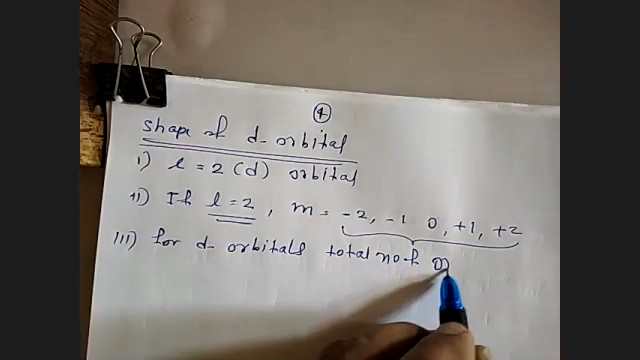 4
shape of d-orbital
i) l = 2 (d) orbital
ii) If l = 2, m = -2, -1 0, +1, +2
iii) for d- orbitals total no.of